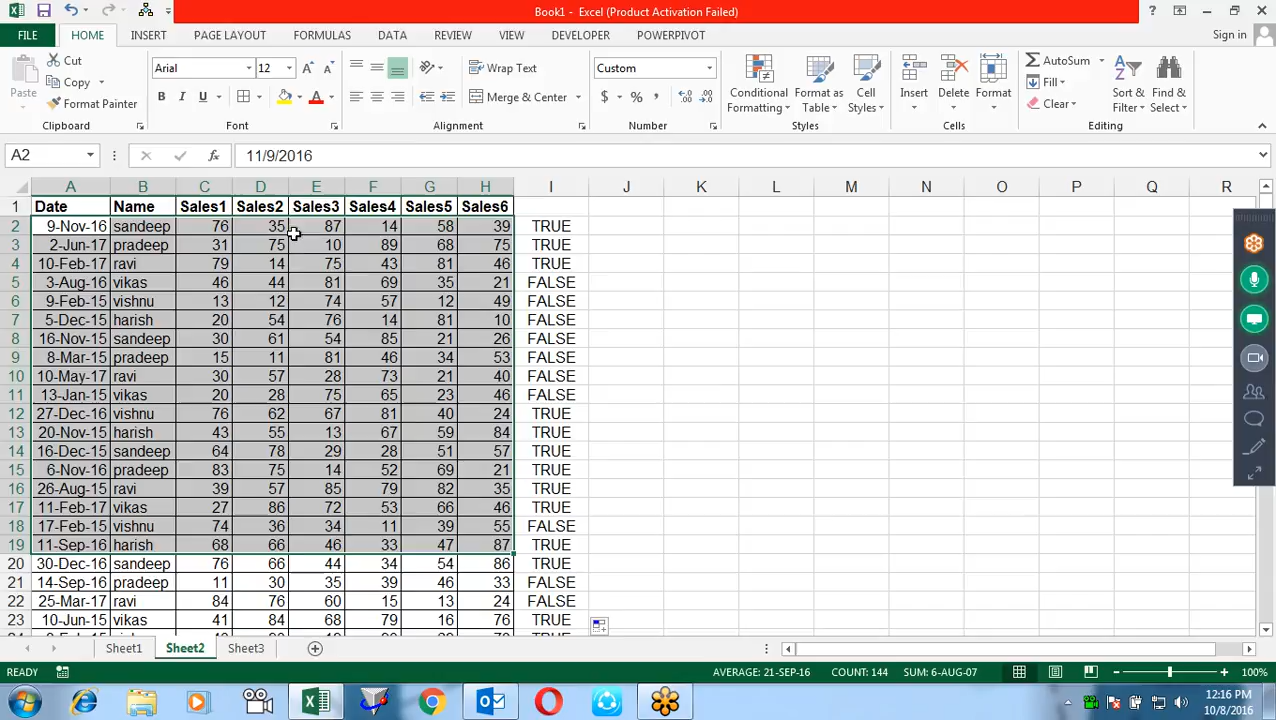 Book1 - Excel (Product Activation Failed)
FILE HOME INSERT PAGE LAYOUT FORMULAS DATA REVIEW VIEW DEVELOPER POWERPIVOT Sign in
Cut
Copy
Format Painter
Paste
Clipboard
Arial 12
B I U
Font
Wrap Text
Merge & Center
Alignment
Custom
$ % ,
Number
Conditional Formatting
Format as Table
Cell Styles
Styles
Insert Delete Format
Cells
AutoSum
Fill
Clear
Sort & Filter
Find & Select
Editing
A2 fx 11/9/2016
A B C D E F G H I J K L M N O P Q R
1 Date Name Sales1 Sales2 Sales3 Sales4 Sales5 Sales6
2 9-Nov-16 sandeep 76 35 87 14 58 39 TRUE
3 2-Jun-17 pradeep 31 75 10 89 68 75 TRUE
4 10-Feb-17 ravi 79 14 75 43 81 46 TRUE
5 3-Aug-16 vikas 46 44 81 69 35 21 FALSE
6 9-Feb-15 vishnu 13 12 74 57 12 49 FALSE
7 5-Dec-15 harish 20 54 76 14 81 10 FALSE
8 16-Nov-15 sandeep 30 61 54 85 21 26 FALSE
9 8-Mar-15 pradeep 15 11 81 46 34 53 FALSE
10 10-May-17 ravi 30 57 28 73 21 40 FALSE
11 13-Jan-15 vikas 20 28 75 65 23 46 FALSE
12 27-Dec-16 vishnu 76 62 67 81 40 24 TRUE
13 20-Nov-15 harish 43 55 13 67 59 84 TRUE
14 16-Dec-15 sandeep 64 78 29 28 51 57 TRUE
15 6-Nov-16 pradeep 83 75 14 52 69 21 TRUE
16 26-Aug-15 ravi 39 57 85 79 82 35 TRUE
17 11-Feb-17 vikas 27 86 72 53 66 46 TRUE
18 17-Feb-15 vishnu 74 36 34 11 39 55 FALSE
19 11-Sep-16 harish 68 66 46 33 47 87 TRUE
20 30-Dec-16 sandeep 76 66 44 34 54 86 TRUE
21 14-Sep-16 pradeep 11 30 35 39 46 33 FALSE
22 25-Mar-17 ravi 84 76 60 15 13 24 FALSE
23 10-Jun-15 vikas 41 84 68 79 16 76 TRUE
Sheet1 Sheet2 Sheet3
READY AVERAGE: 21-SEP-16 COUNT: 144 SUM: 6-AUG-07 100%
12:16 PM
10/8/2016